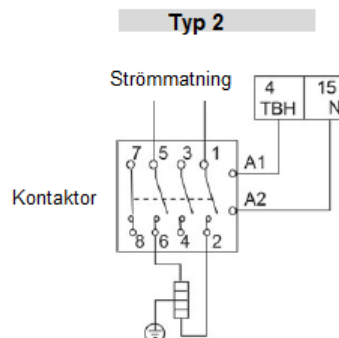 Typ 2
Strömmatning
4 15
TBH N
7 5 3 1
A1
Kontaktor
A2
8 6 4 2